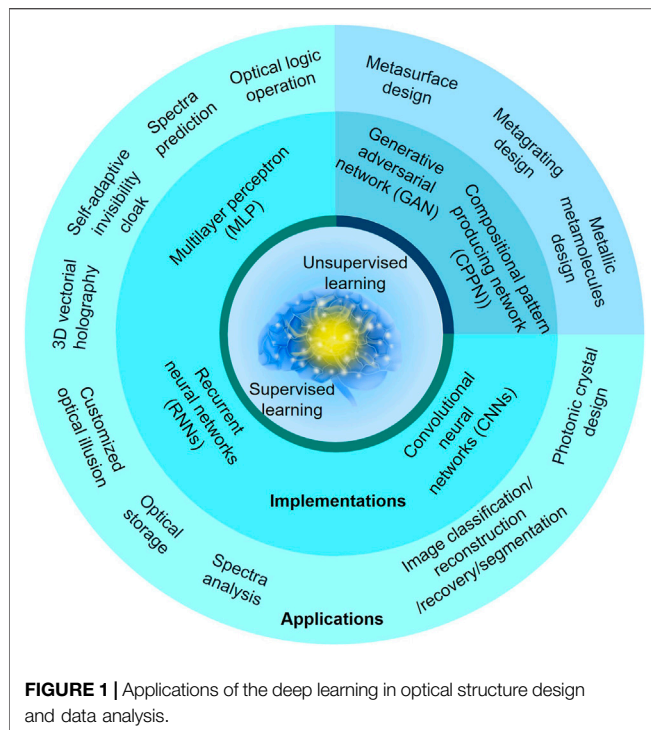 Optical logic
operation
Spectra
prediction
Self-adaptive
invisibility
cloak
3D vectorial
holography
Customized
optical illusion
Optical
storage
Spectra
analysis
Applications
Metasurface
design
Metagrating
design
Metallic
metamolecules
design
Photonic crystal
design
Image classification/
reconstruction
/recovery/segmentation
Multilayer perceptron
(MLP)
Generative
adversarial
network (GAN)
Compositional pattern
producing network
(CPPN))
Recurrent
neural networks
(RNNs)
Convolutional
neural
networks (CNNs)
Implementations
Unsupervised
learning
Supervised
learning
FIGURE 1 | Applications of the deep learning in optical structure design
and data analysis.